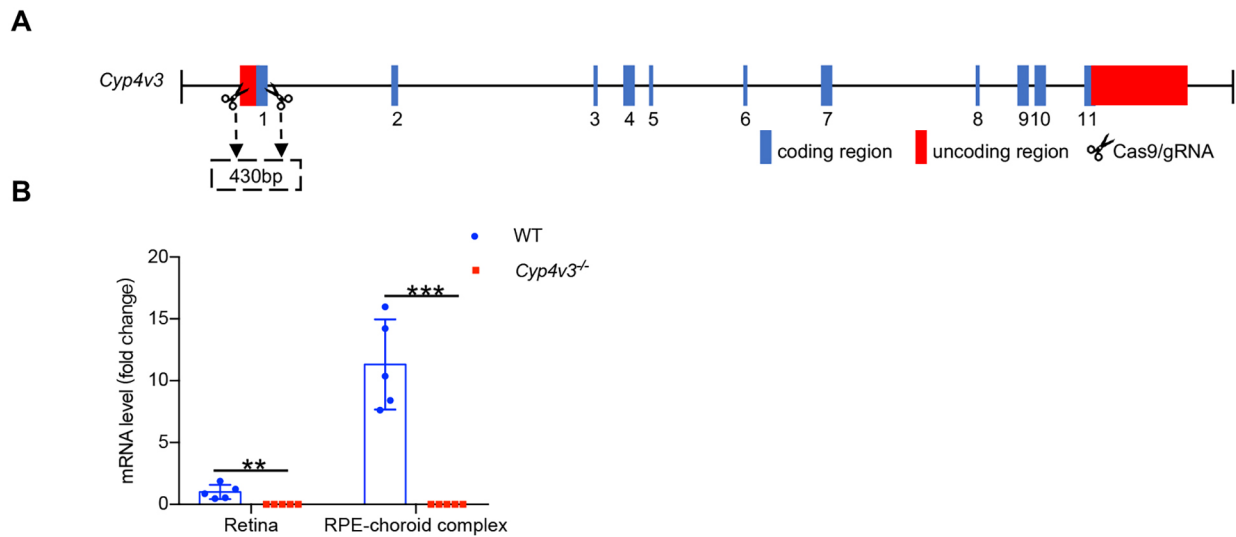 A
Cyp4v3
1 2 3 4 5 6 7 8 9 10 11
coding region uncoding region Cas9/gRNA
430bp
B
WT
Cyp4v3-/-
20
***
15
10
5
**
0
mRNA level (fold change)
Retina RPE-choroid complex